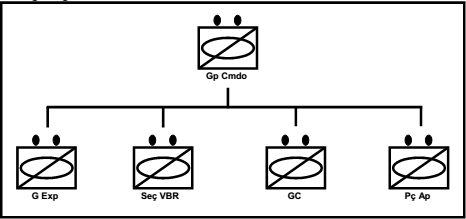 Gp Cmdo
G Exp
Seç VBR
GC
Pç Ap